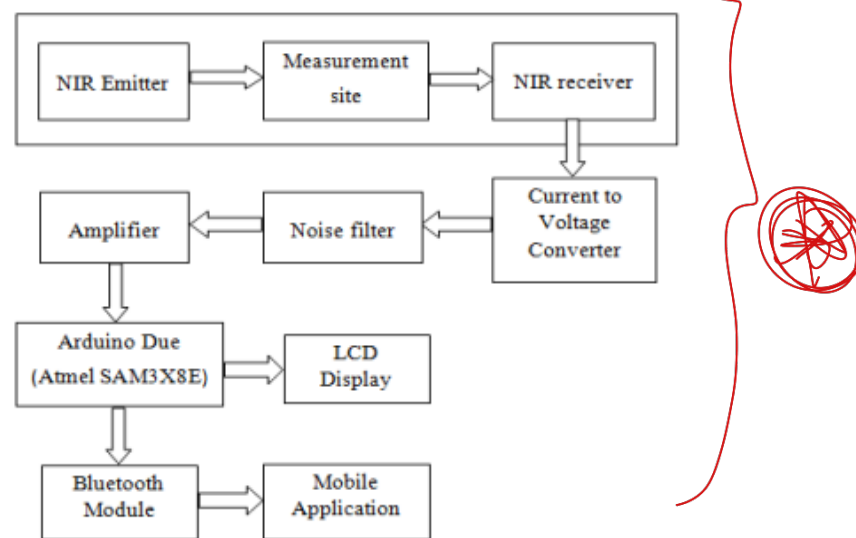 NIR Emitter
Measurement
site
NIR receiver
Current to
Voltage
Converter
Noise filter
Amplifier
Arduino Due
(Atmel SAM3X8E)
LCD
Display
Bluetooth
Module
Mobile
Application